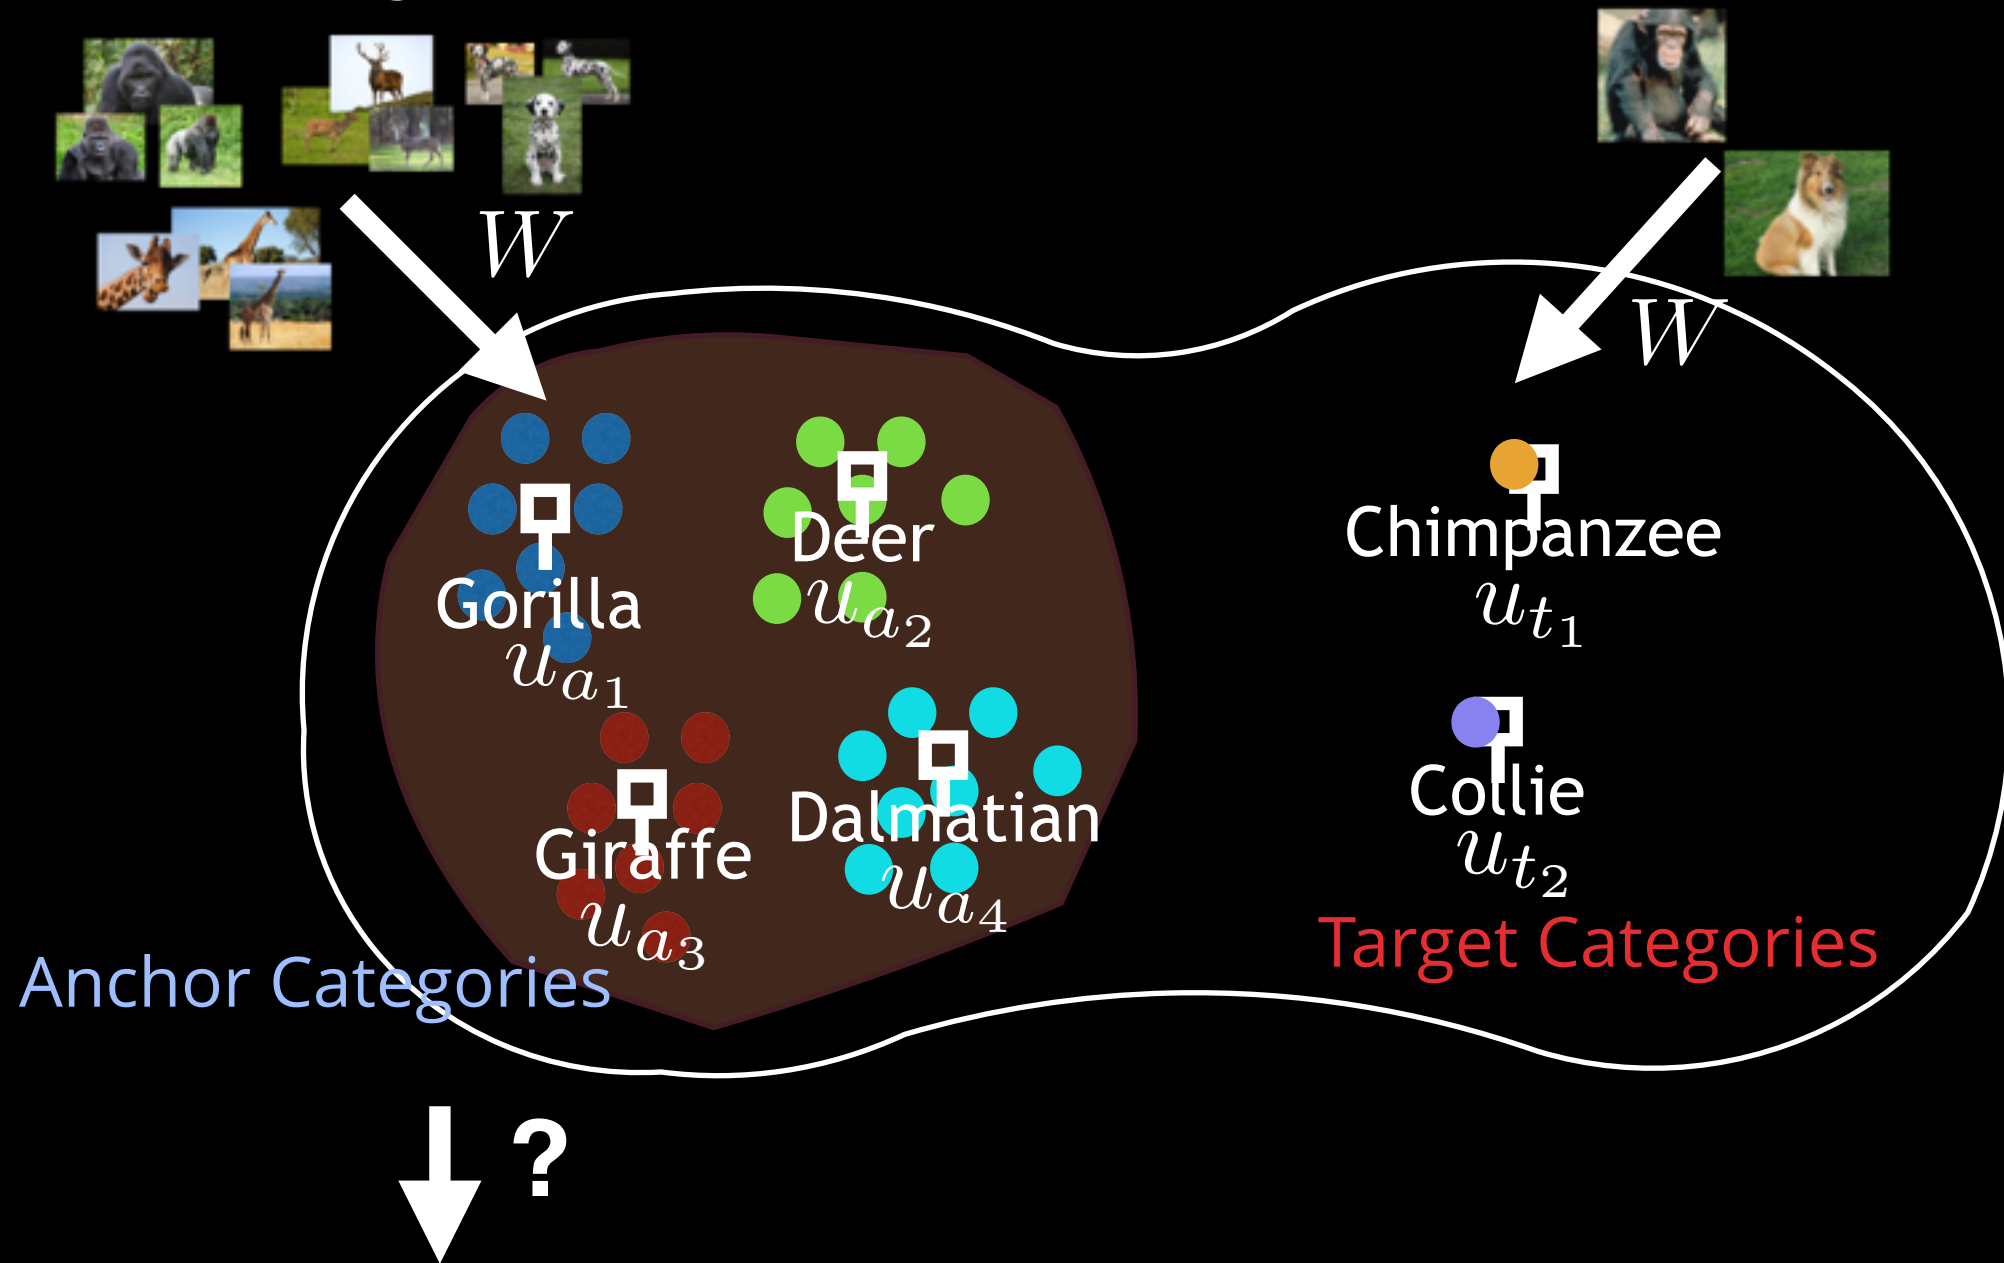 W
W
Gorilla
u_{a_1}
Deer
u_{a_2}
Chimpanzee
u_{t_1}
Giraffe
u_{a_3}
Dalmatian
u_{a_4}
Collie
u_{t_2}
Target Categories
Anchor Categories
?